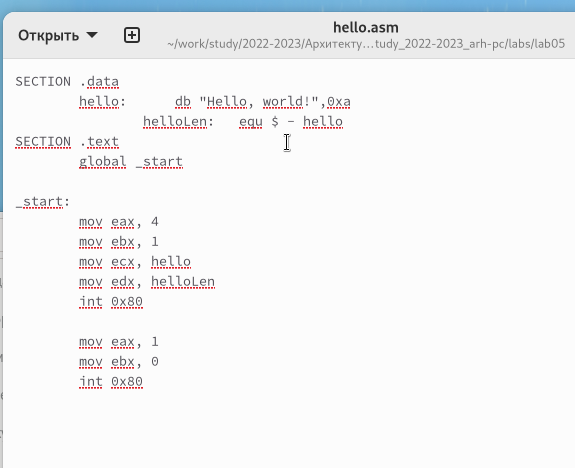 Открыть
hello.asm
~/work/study/2022-2023/Архитекту...tudy_2022-2023_arh-pc/labs/lab05
SECTION .data
hello: db "Hello, world!",0xa
helloLen: equ $ - hello
SECTION .text
global _start
_start:
mov eax, 4
mov ebx, 1
mov ecx, hello
mov edx, helloLen
int 0x80
mov eax, 1
mov ebx, 0
int 0x80